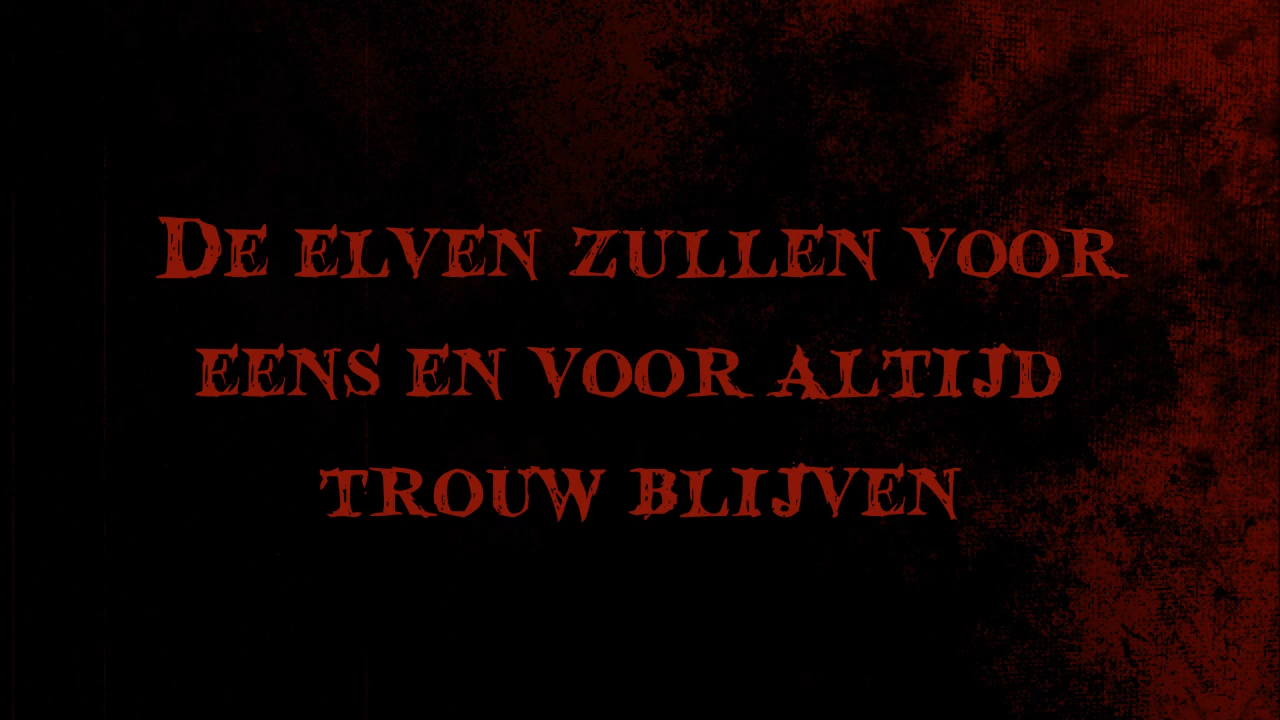 De elven zullen voor
eens en voor altijd
trouw blijven